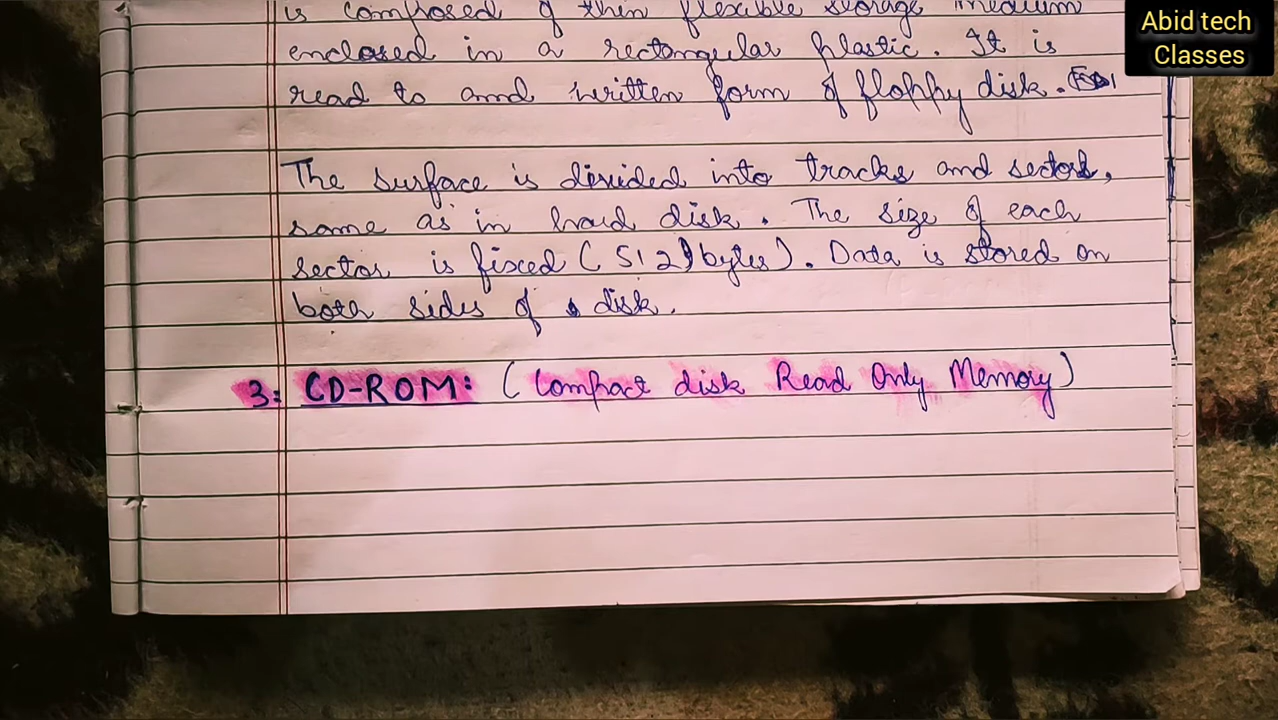 is composed of thin flexible storage medium
enclosed in a rectangular plastic. It is
read to and written form of floppy disk.
The surface is divided into tracks and sectors,
same as in hard disk. The size of each
sector is fixed (512) bytes). Data is stored on
both sides of disk.
3: CD-ROM: (Compact disk Read Only Memory)
Abid tech
Classes